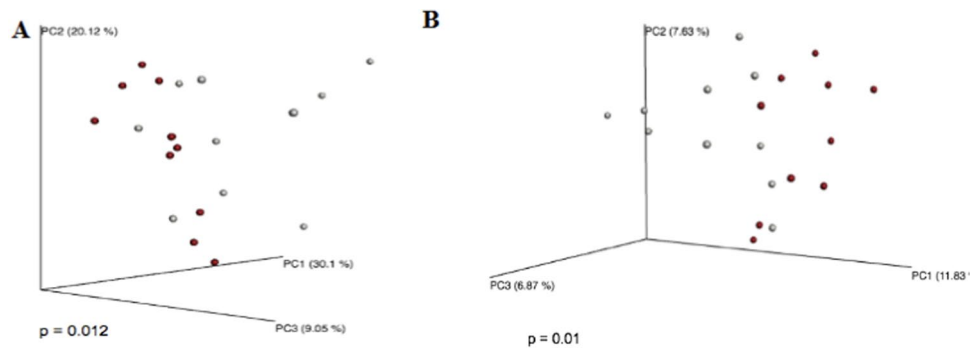 A
PC2 (20.12 %)
PC1 (30.1 %)
PC3 (9.05 %)
p = 0.012
B
PC2 (7.63 %)
PC3 (6.87 %)
PC1 (11.83 %
p = 0.01